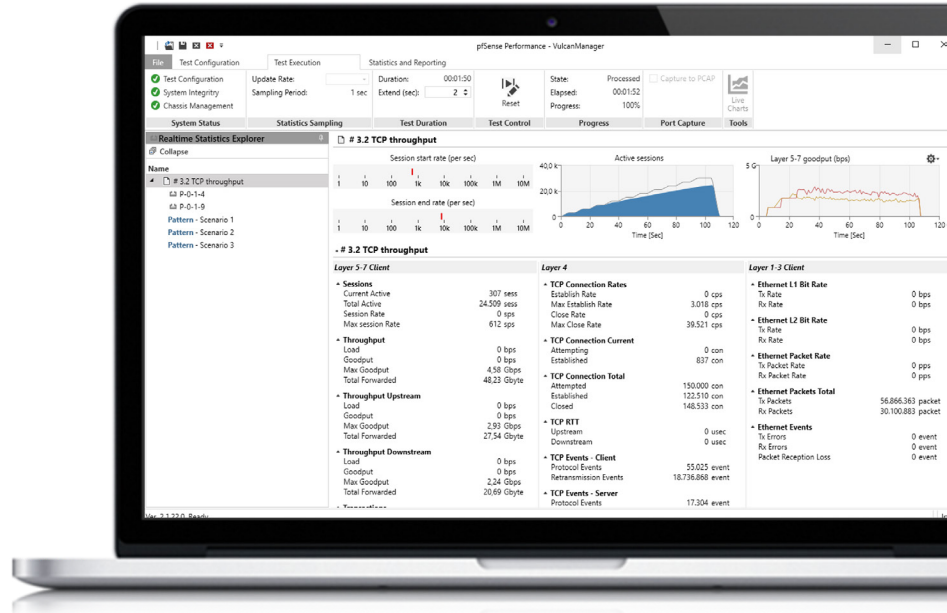 pfSense Performance - VulcanManager
File Test Configuration Test Execution Statistics and Reporting
Test Configuration
System Integrity
Chassis Management
System Status
Update Rate: -
Sampling Period: 1 sec
Statistics Sampling
Duration: 00:01:50
Extend (sec): 2
Test Duration
Reset
Test Control
State: Processed
Elapsed: 00:01:52
Progress: 100%
Progress
Capture to PCAP
Port Capture
Live
Charts
Tools
Realtime Statistics Explorer
Collapse
Name
# 3.2 TCP throughput
P-0-1-4
P-0-1-9
Pattern - Scenario 1
Pattern - Scenario 2
Pattern - Scenario 3
# 3.2 TCP throughput
Session start rate (per sec)
1 10 100 1k 10k 100k 1M 10M
Session end rate (per sec)
1 10 100 1k 10k 100k 1M 10M
Active sessions
40,0 k
20,0 k
0
0 20 40 60 80 100 120
Time [Sec]
Layer 5-7 goodput (bps)
5 G
0
0 20 40 60 80 100 120
Time [Sec]
- # 3.2 TCP throughput
Layer 5-7 Client
Sessions
Current Active 307 sess
Total Active 24.509 sess
Session Rate 0 sps
Max session Rate 612 sps
Throughput
Load 0 bps
Goodput 0 bps
Max Goodput 4,58 Gbps
Total Forwarded 48,23 Gbyte
Throughput Upstream
Load 0 bps
Goodput 0 bps
Max Goodput 2,93 Gbps
Total Forwarded 27,54 Gbyte
Throughput Downstream
Load 0 bps
Goodput 0 bps
Max Goodput 2,24 Gbps
Total Forwarded 20,69 Gbyte
Layer 4
TCP Connection Rates
Establish Rate 0 cps
Max Establish Rate 3.018 cps
Close Rate 0 cps
Max Close Rate 39.521 cps
TCP Connection Current
Attempting 0 con
Established 837 con
TCP Connection Total
Attempted 150.000 con
Established 122.510 con
Closed 148.533 con
TCP RTT
Upstream 0 usec
Downstream 0 usec
TCP Events - Client
Protocol Events 55.025 event
Retransmission Events 18.736.868 event
TCP Events - Server
Protocol Events 17.304 event
Layer 1-3 Client
Ethernet L1 Bit Rate
Tx Rate 0 bps
Rx Rate 0 bps
Ethernet L2 Bit Rate
Tx Rate 0 bps
Rx Rate 0 bps
Ethernet Packet Rate
Tx Packet Rate 0 pps
Rx Packet Rate 0 pps
Ethernet Packets Total
Tx Packets 56.866.363 packet
Rx Packets 30.100.883 packet
Ethernet Events
Tx Errors 0 event
Rx Errors 0 event
Packet Reception Loss 0 event